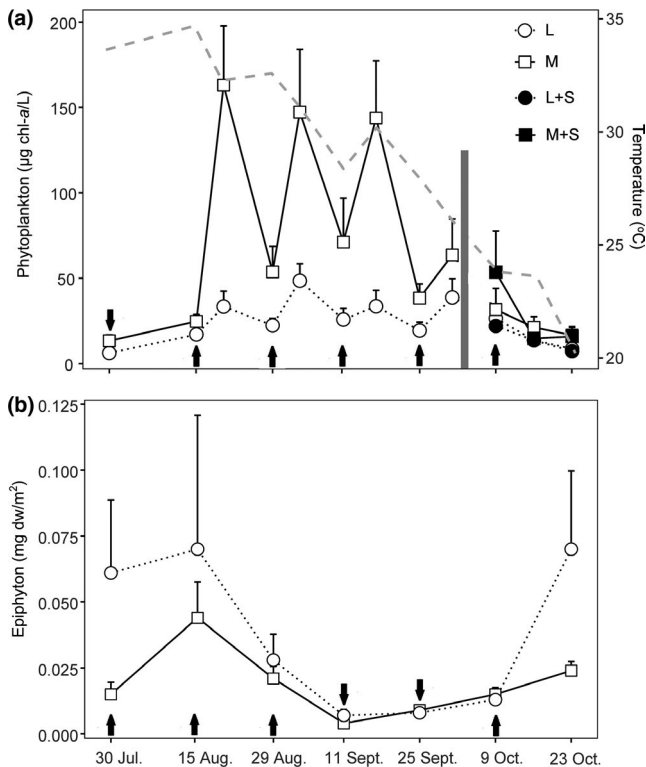 (a)
200
150
100
50
0
Phytoplankton (µg chl-a/L)
35
30
25
20
Temperature (ºC)
L
M
L+S
M+S
(b)
0.125
0.100
0.075
0.050
0.025
0.000
Epiphyton (mg dw/m²)
30 Jul. 15 Aug. 29 Aug. 11 Sept. 25 Sept. 9 Oct. 23 Oct.